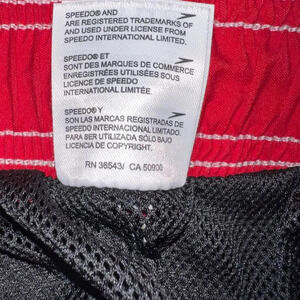 SPEEDO® AND
ARE REGISTERED TRADEMARKS OF
AND USED UNDER LICENSE FROM
SPEEDO INTERNATIONAL LIMITED.
SPEEDO® ET
SONT DES MARQUES DE COMMERCE
ENREGISTRÉES UTILISÉES SOUS
LICENCE DE SPEEDO
INTERNATIONAL LIMITÉE
SPEEDO® Y
SON LAS MARCAS REGISTRADAS DE
SPEEDO INTERNACIONAL LIMITADO.
PARA SER UTILIZADA SÓLO BAJO
LICENCIA DE COMPANY.
RN 36543/ CA 50900